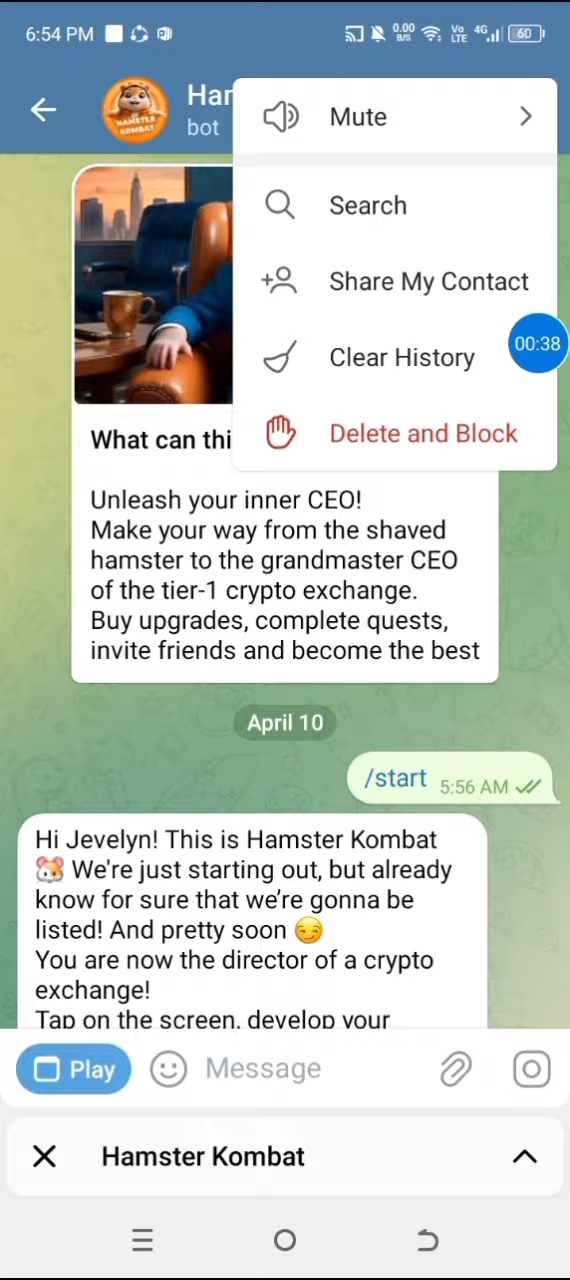 6:54 PM
0.00 B/S
Vo LTE
4G
60
HAMSTER
KOMBAT
Har
bot
Mute
Search
Share My Contact
00:38
Clear History
Delete and Block
What can thi
Unleash your inner CEO!
Make your way from the shaved
hamster to the grandmaster CEO
of the tier-1 crypto exchange.
Buy upgrades, complete quests,
invite friends and become the best
April 10
/start 5:56 AM
Hi Jevelyn! This is Hamster Kombat
🐹 We're just starting out, but already
know for sure that we’re gonna be
listed! And pretty soon 😏
You are now the director of a crypto
exchange!
Tap on the screen, develop your
Play
Message
Hamster Kombat